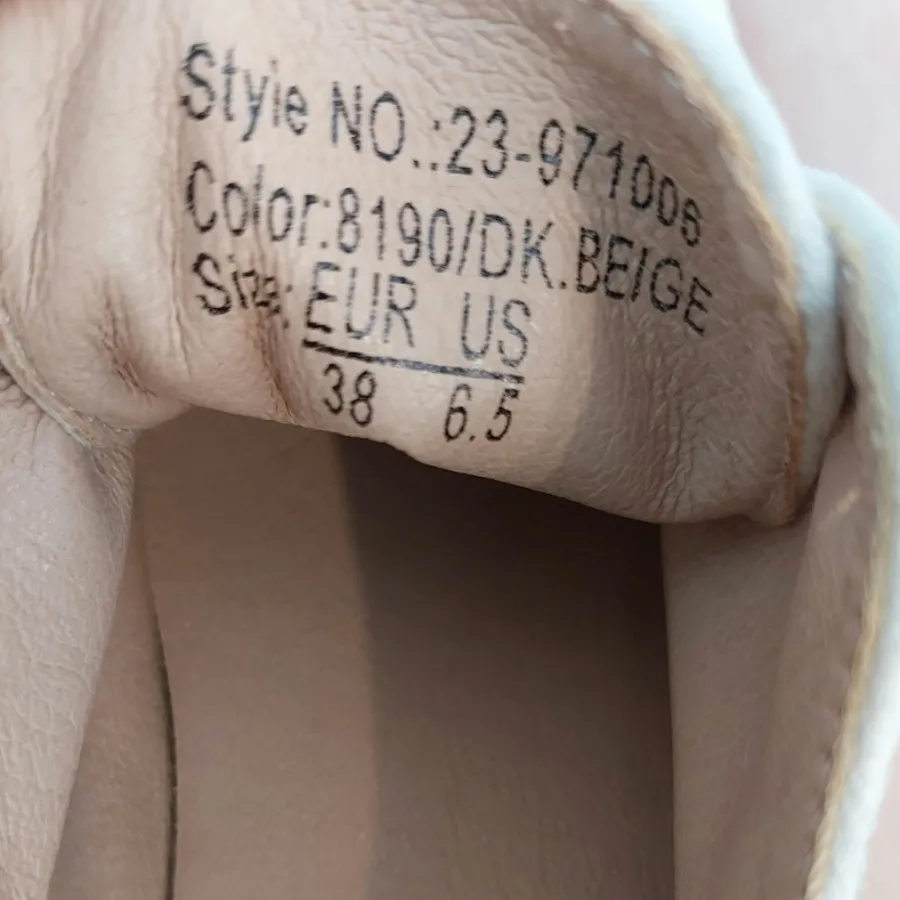 Style NO.:23-971006
Color:8190/DK.BEIGE
Size: EUR US
38 6.5